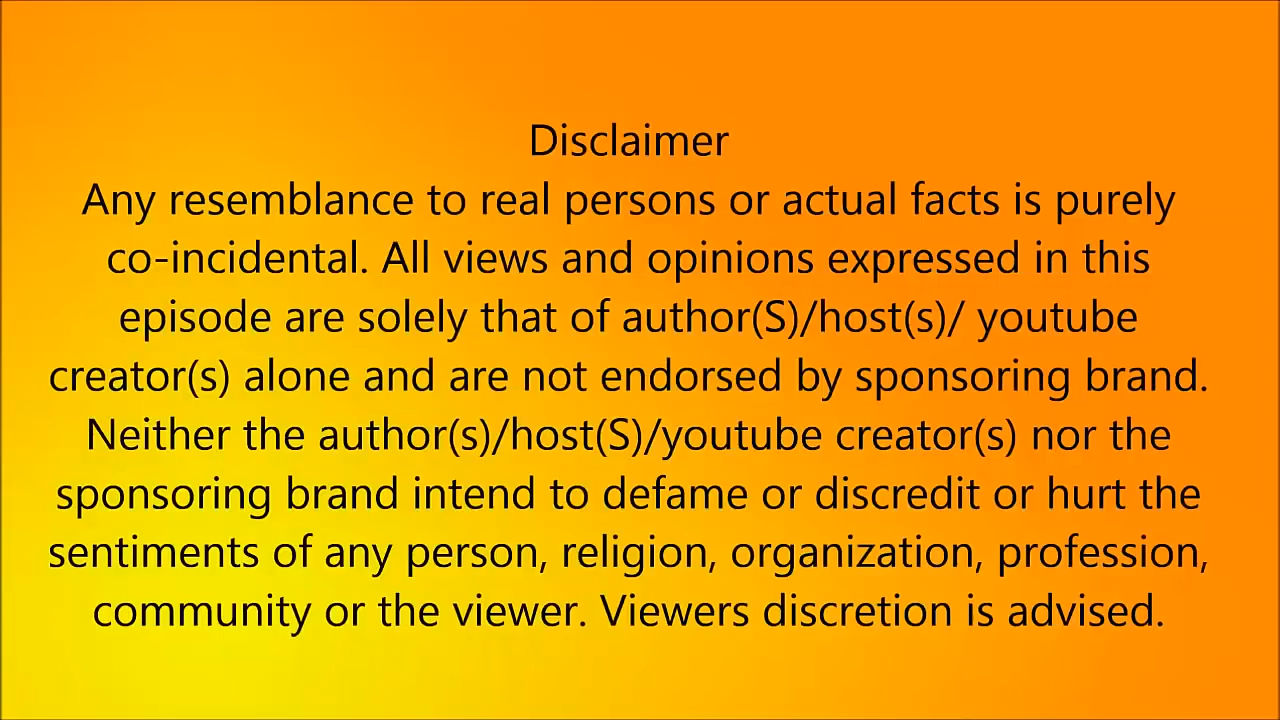 Disclaimer
Any resemblance to real persons or actual facts is purely
co-incidental. All views and opinions expressed in this
episode are solely that of author(S)/host(s)/ youtube
creator(s) alone and are not endorsed by sponsoring brand.
Neither the author(s)/host(S)/youtube creator(s) nor the
sponsoring brand intend to defame or discredit or hurt the
sentiments of any person, religion, organization, profession,
community or the viewer. Viewers discretion is advised.